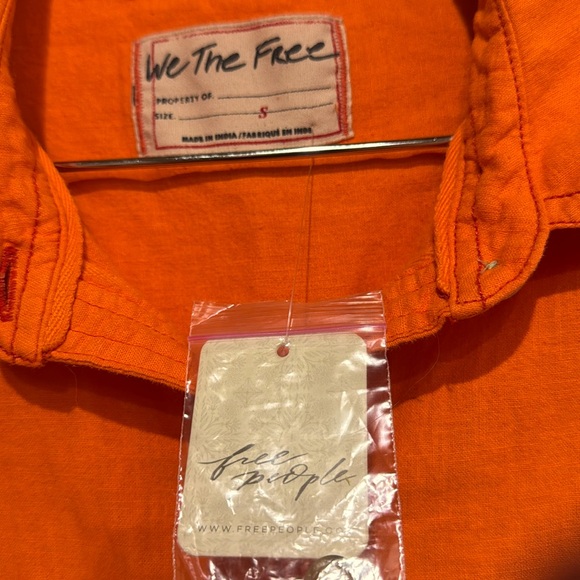 We The Free
PROPERTY OF.
SIZE. S
MADE IN INDIA/FABRIQUÉ EN INDE
free
people
WWW.FREEPEOPLE.CO